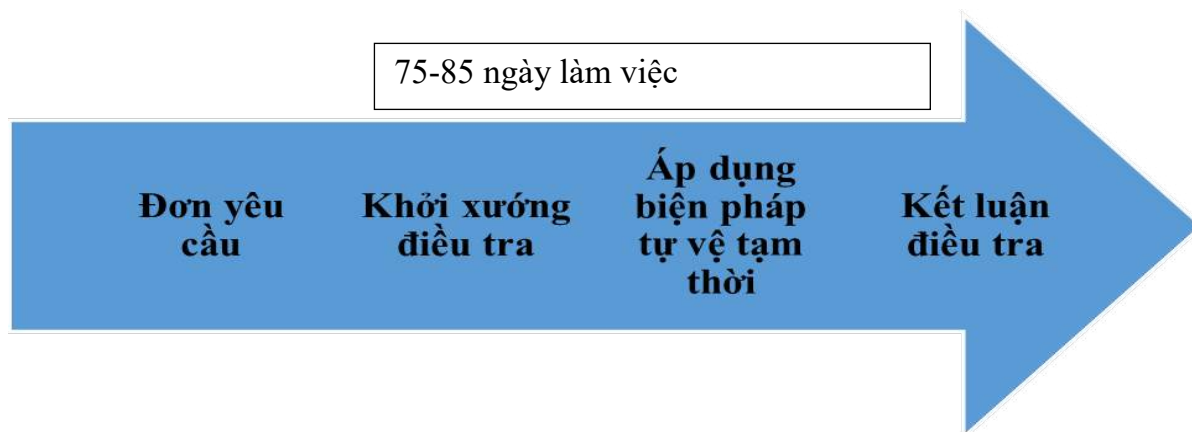 75-85 ngày làm việc
Đơn yêu
cầu
Khởi xướng
điều tra
Áp dụng
biện pháp
tự vệ tạm
thời
Kết luận
điều tra